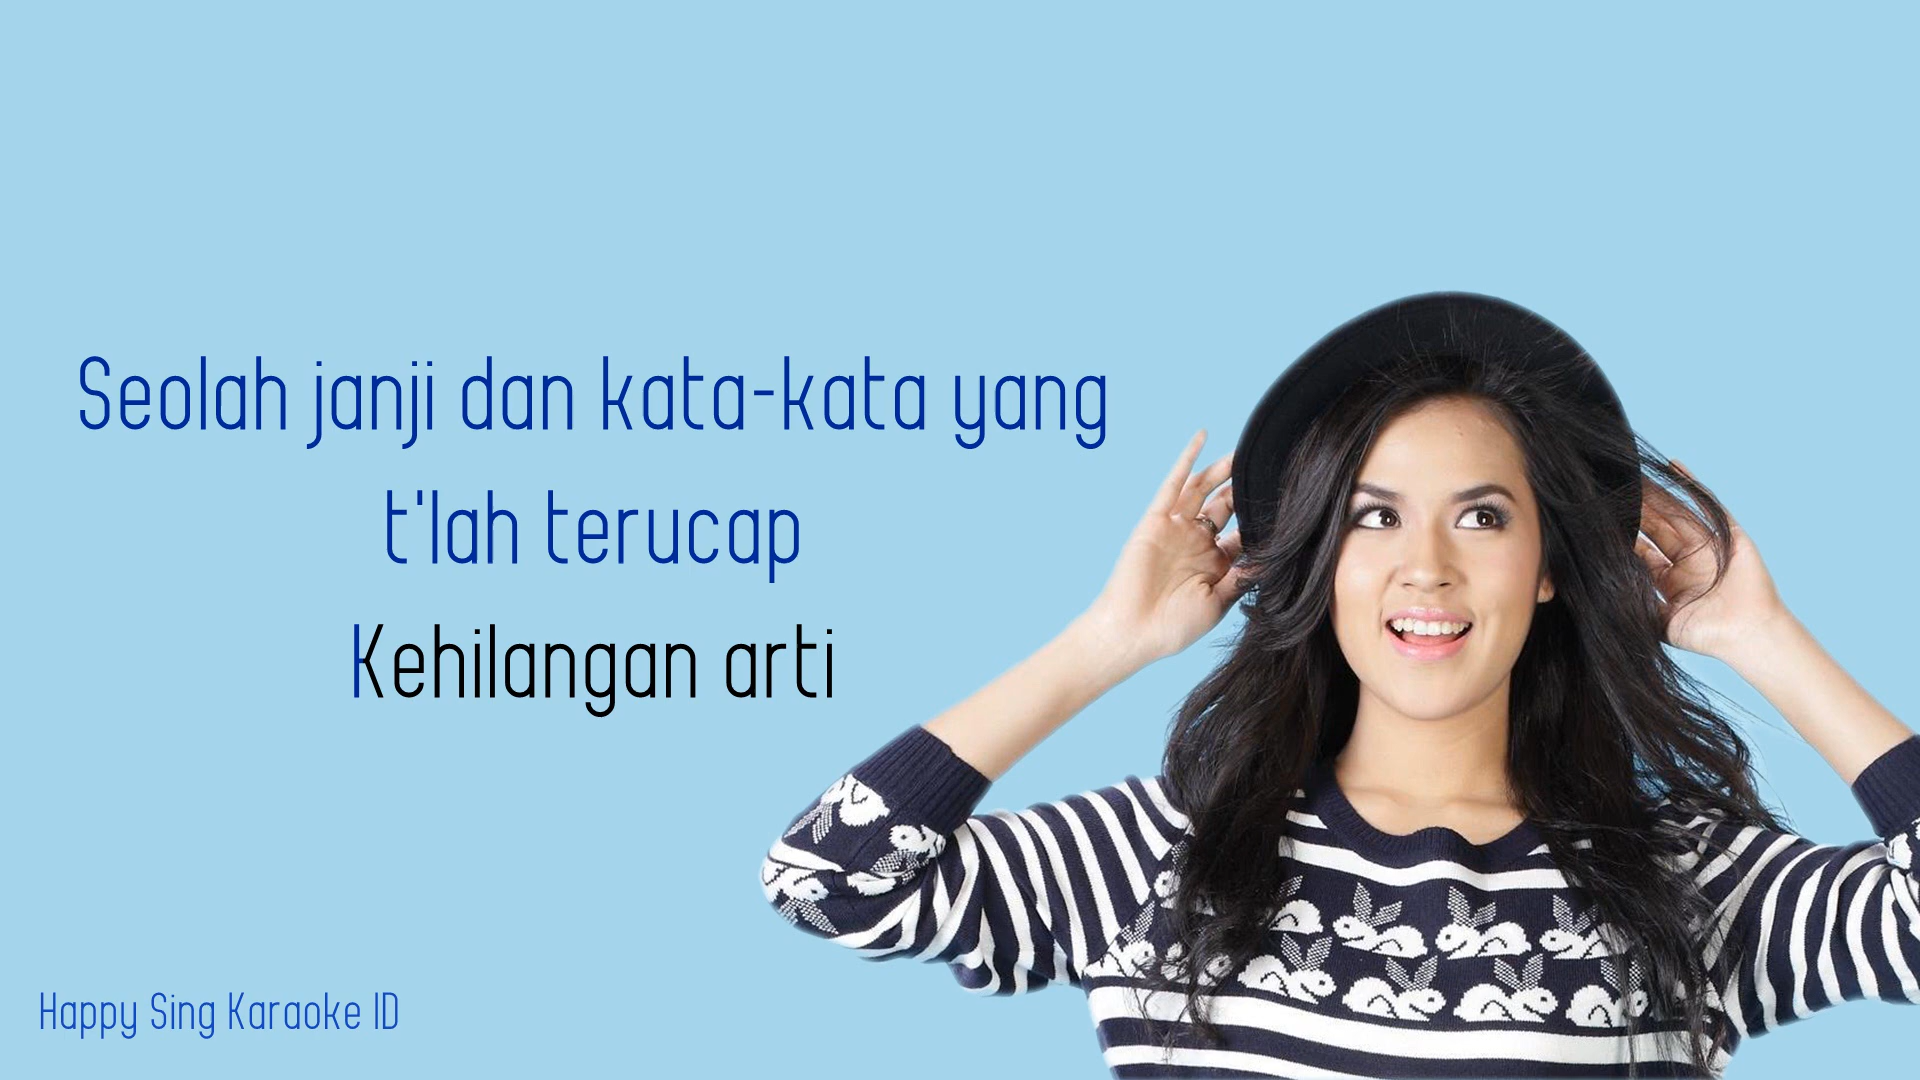 Seolah janji dan kata-kata yang
t'lah terucap
Kehilangan arti
Happy Sing Karaoke ID